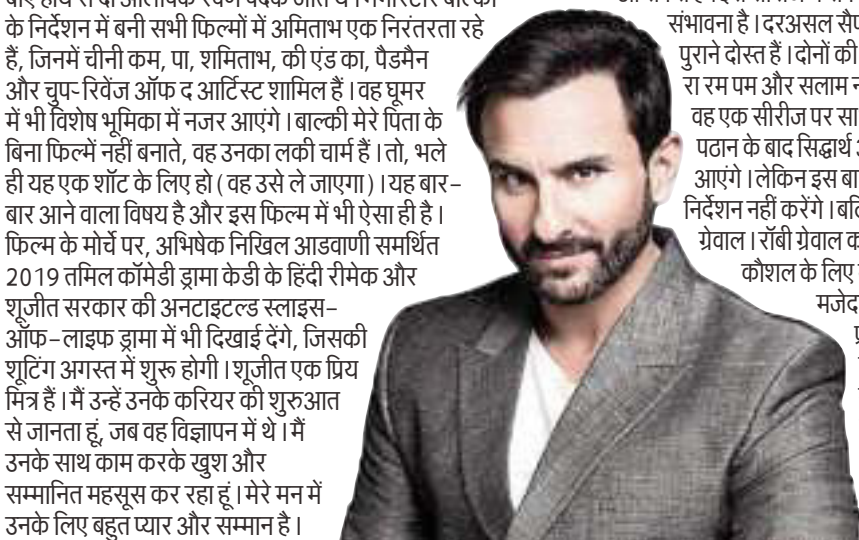 के निर्देशन में बनी सभी फिल्मों में अमिताभ एक निरंतरता रहे
हैं, जिनमें चीनी कम, पा, शमिताभ, की एंड का, पैडमैन
और चुप- रिवेंज ऑफ द आर्टिस्ट शामिल हैं। वह घूमर
में भी विशेष भूमिका में नजर आएंगे। बाल्की मेरे पिता के
बिना फिल्में नहीं बनाते, वह उनका लकी चार्म हैं। तो, भले
ही यह एक शॉट के लिए हो ( वह उसे ले जाएगा )। यह बार-
बार आने वाला विषय है और इस फिल्म में भी ऐसा ही है।
फिल्म के मोर्चे पर, अभिषेक निखिल आडवाणी समर्थित
2019 तमिल कॉमेडी ड्रामा केडी के हिंदी रीमेक और
शूजीत सरकार की अनटाइटल्ड स्लाइस-
ऑफ-लाइफ ड्रामा में भी दिखाई देंगे, जिसकी
शूटिंग अगस्त में शुरू होगी। शूजीत एक प्रिय
मित्र हैं। मैं उन्हें उनके करियर की शुरुआत
से जानता हूं, जब वह विज्ञापन में थे। मैं
उनके साथ काम करके खुश और
सम्मानित महसूस कर रहा हूं। मेरे मन में
उनके लिए बहुत प्यार और सम्मान है।
संभावना है। दरअसल
पुराने दोस्त हैं। दोनों की
रा रम पम और सलाम
वह एक सीरीज पर
पठान के बाद सिद्धार्थ
आएंगे। लेकिन इस
निर्देशन नहीं करेंगे।
ग्रेवाल। रॉबी ग्रेवाल
कौशल के लिए